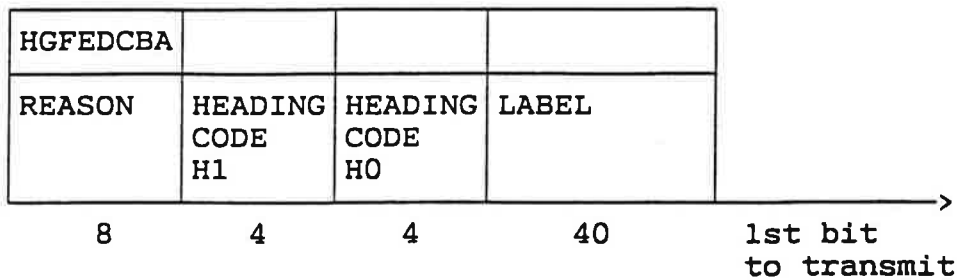 HGFEDCBA
REASON HEADING HEADING LABEL
CODE CODE
H1 H0
8 4 4 40 1st bit
to transmit